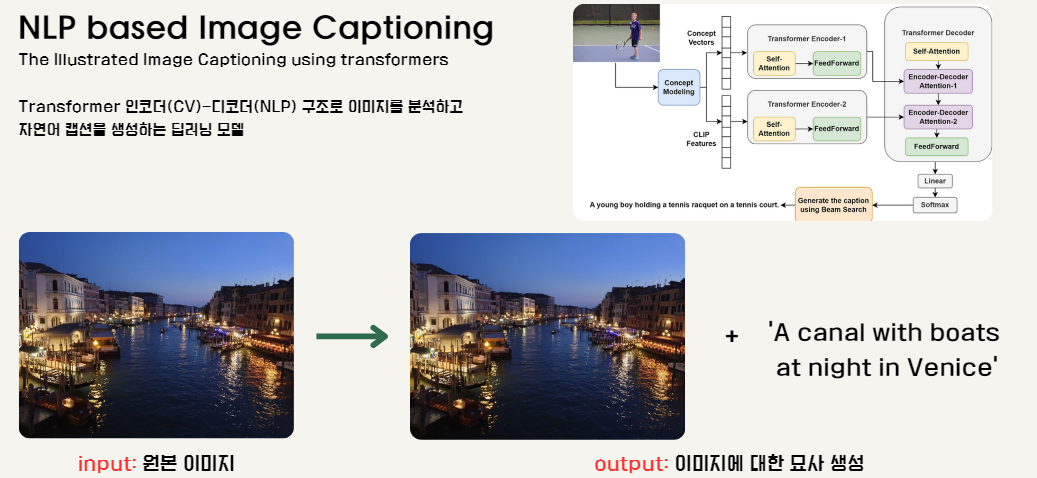 NLP based Image Captioning
The Illustrated Image Captioning using transformers
Transformer 인코더(CV)-디코더(NLP) 구조로 이미지를 분석하고
자연어 캡션을 생성하는 딥러닝 모델
Concept
Vectors
Concept
Modeling
CLIP
Features
Transformer Encoder-1
Self-
Attention
FeedForward
Transformer Encoder-2
Self-
Attention
FeedForward
Transformer Decoder
Self-Attention
Encoder-Decoder
Attention-1
Encoder-Decoder
Attention-2
FeedForward
Linear
Softmax
Generate the caption
using Beam Search
A young boy holding a tennis racquet on a tennis court.
+
'A canal with boats
at night in Venice'
input: 원본 이미지
output: 이미지에 대한 묘사 생성